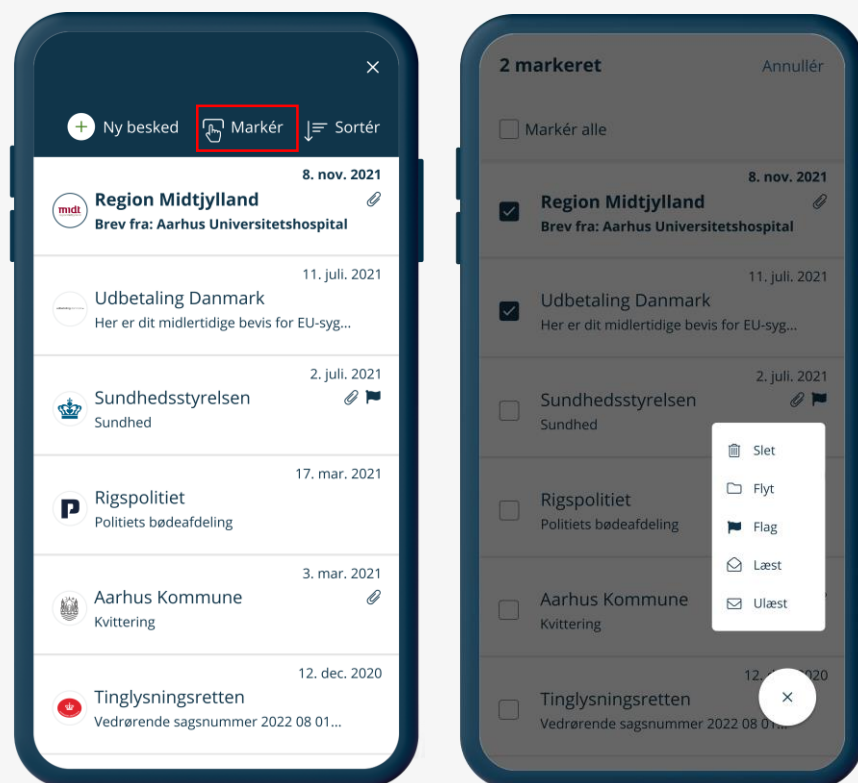 Ny besked Markér Sortér
8. nov. 2021
midt
Region Midtjylland
Brev fra: Aarhus Universitetshospital
11. juli. 2021
Udbetaling Danmark
Her er dit midlertidige bevis for EU-syg...
2. juli. 2021
Sundhedsstyrelsen
Sundhed
17. mar. 2021
Rigspolitiet
Politiets bødeafdeling
3. mar. 2021
Aarhus Kommune
Kvittering
12. dec. 2020
Tinglysningsretten
Vedrørende sagsnummer 2022 08 01...
2 markeret Annullér
Markér alle
8. nov. 2021
Region Midtjylland
Brev fra: Aarhus Universitetshospital
11. juli. 2021
Udbetaling Danmark
Her er dit midlertidige bevis for EU-syg...
2. juli. 2021
Sundhedsstyrelsen
Sundhed
Slet
Flyt
Flag
Læst
Ulæst
Rigspolitiet
Politiets bødeafdeling
Aarhus Kommune
Kvittering
12. 020
Tinglysningsretten
Vedrørende sagsnummer 2022 08 0